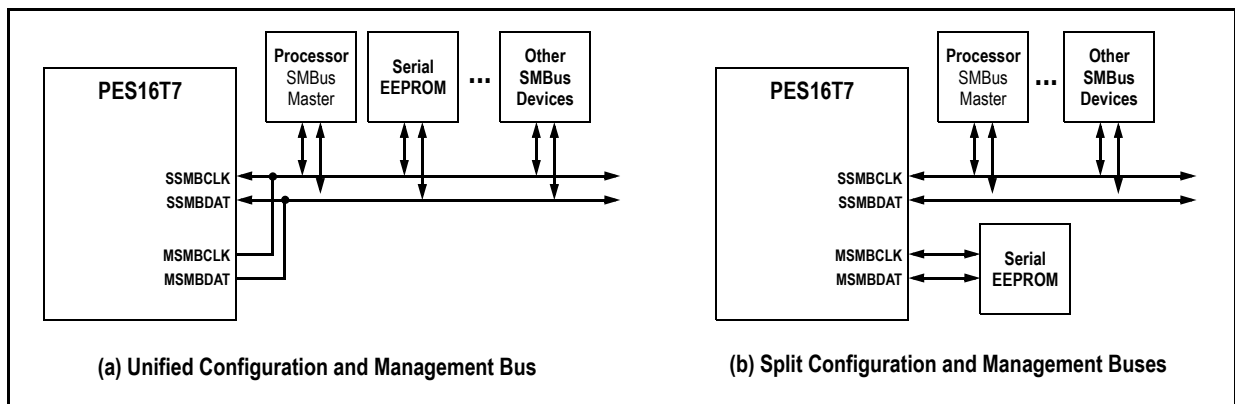 PES16T7
Processor
SMBus
Master
Serial
EEPROM
...
Other
SMBus
Devices
SSMBCLK
SSMBDAT
MSMBCLK
MSMBDAT
(a) Unified Configuration and Management Bus
PES16T7
Processor
SMBus
Master
...
Other
SMBus
Devices
SSMBCLK
SSMBDAT
MSMBCLK
MSMBDAT
Serial
EEPROM
(b) Split Configuration and Management Buses